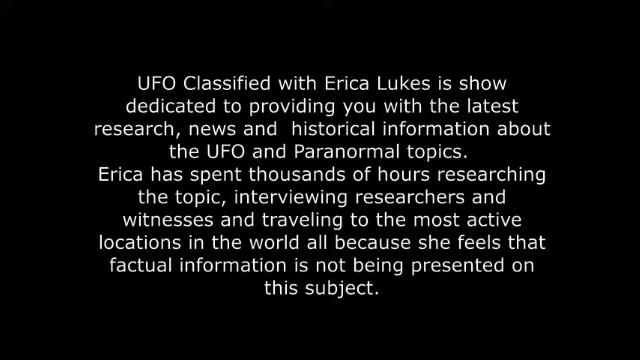 UFO Classified with Erica Lukes is show
dedicated to providing you with the latest
research, news and  historical information about
the UFO and Paranormal topics.
Erica has spent thousands of hours researching
the topic, interviewing researchers and
witnesses and traveling to the most active
locations in the world all because she feels that
factual information is not being presented on
this subject.